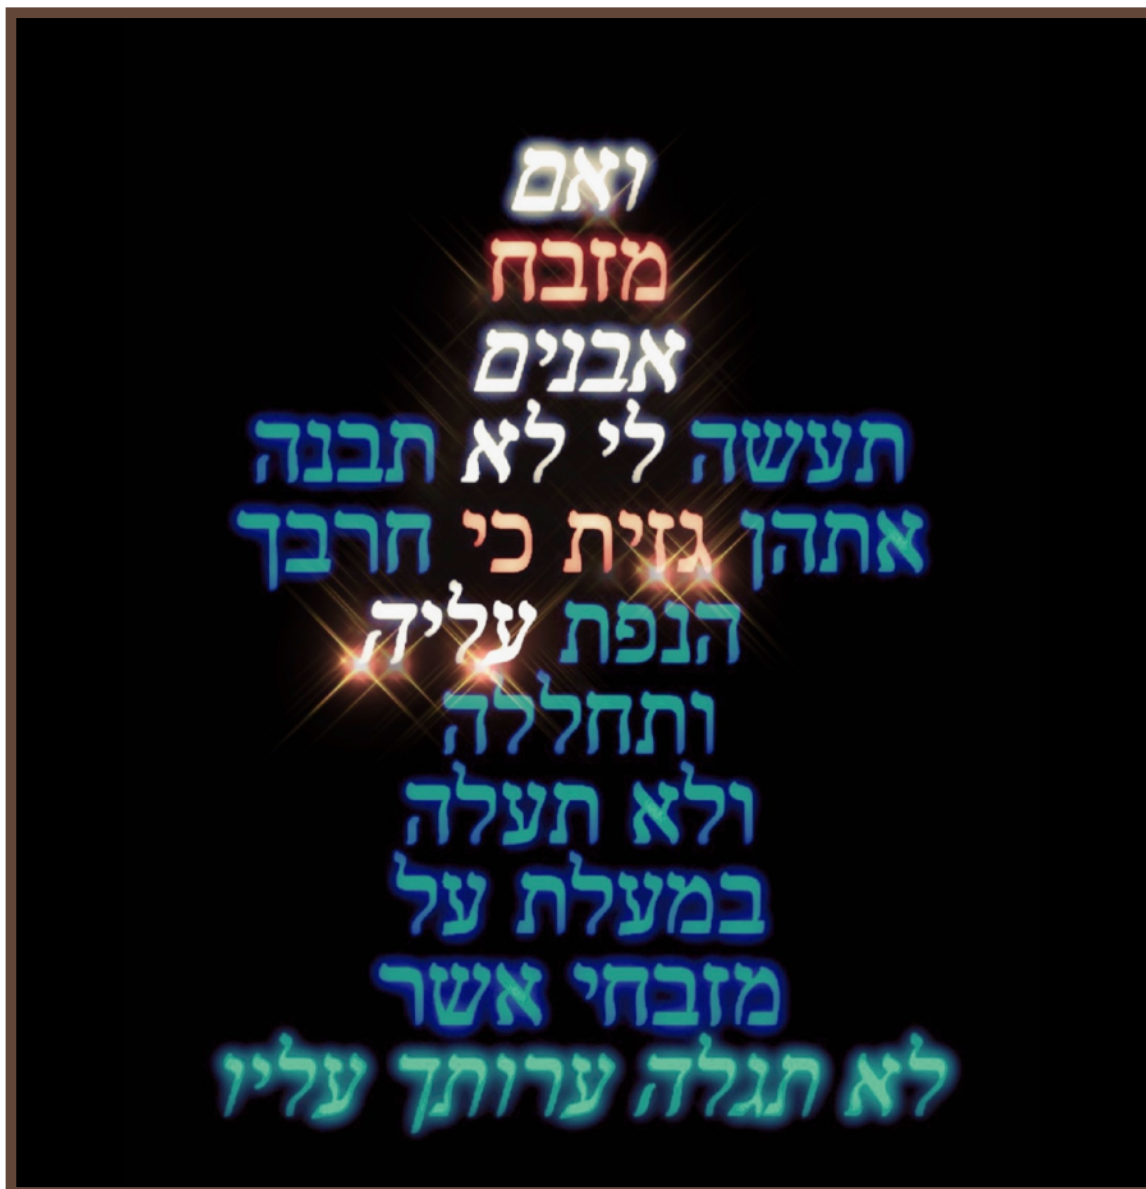 ואם
מזבח
אבנים
תעשה לי לא תבנה
אתהן גזית כי חרבך
הנפת עליה
ותחללה
ולא תעלה
במעלת על
מזבחי אשר
לא תגלה ערותך עליו